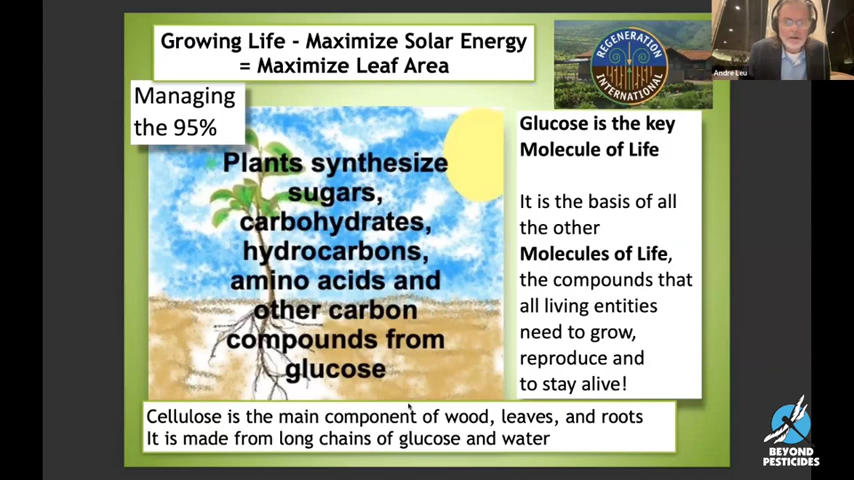 Growing Life - Maximize Solar Energy
= Maximize Leaf Area
REGENERATION
INTERNATIONAL
Andre Leu
Managing
the 95%
Plants synthesize
sugars,
carbohydrates,
hydrocarbons,
amino acids and
other carbon
compounds from
glucose
Glucose is the key
Molecule of Life
It is the basis of all
the other
Molecules of Life,
the compounds that
all living entities
need to grow,
reproduce and
to stay alive!
Cellulose is the main component of wood, leaves, and roots
It is made from long chains of glucose and water
BEYOND
PESTICIDES